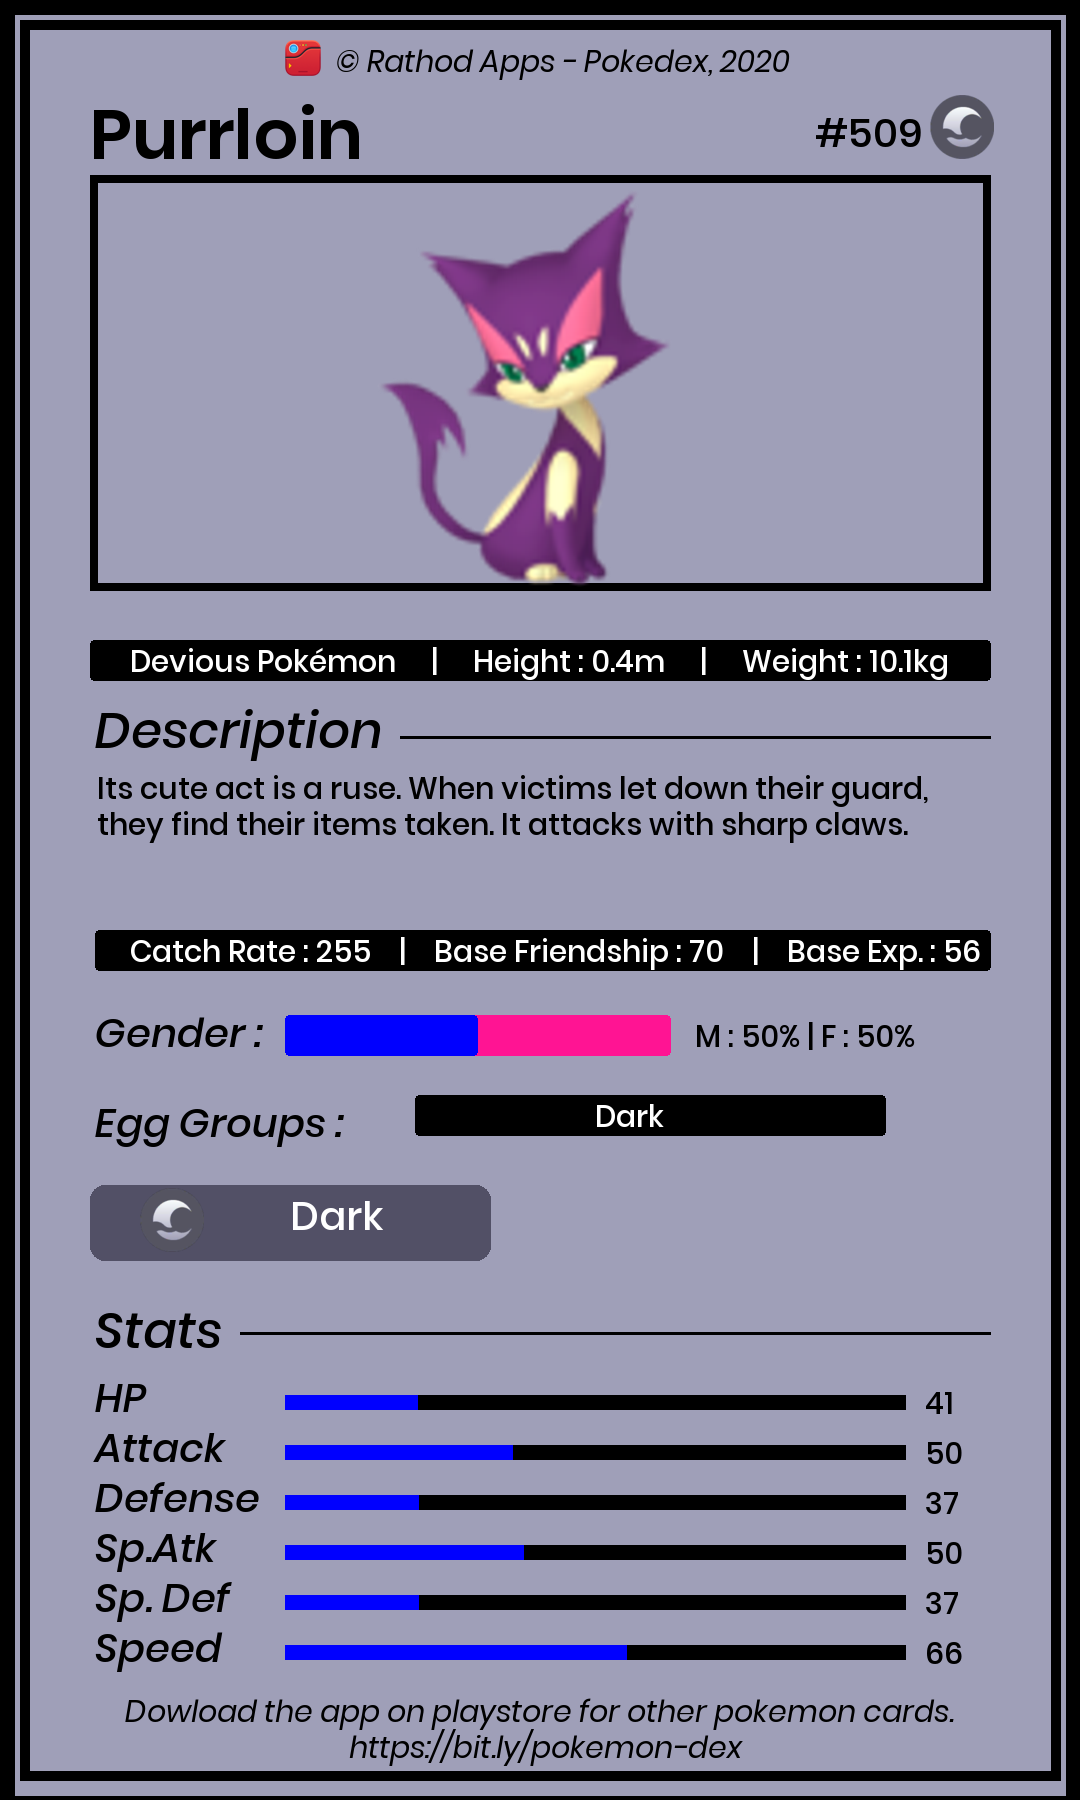 © Rathod Apps - Pokedex, 2020
Purrloin #509
Devious Pokémon | Height : 0.4m | Weight : 10.1kg
Description
Its cute act is a ruse. When victims let down their guard,
they find their items taken. It attacks with sharp claws.
Catch Rate : 255 | Base Friendship : 70 | Base Exp. : 56
Gender : M : 50% | F : 50%
Egg Groups : Dark
Dark
Stats
HP 41
Attack 50
Defense 37
Sp.Atk 50
Sp. Def 37
Speed 66
Dowload the app on playstore for other pokemon cards.
https://bit.ly/pokemon-dex